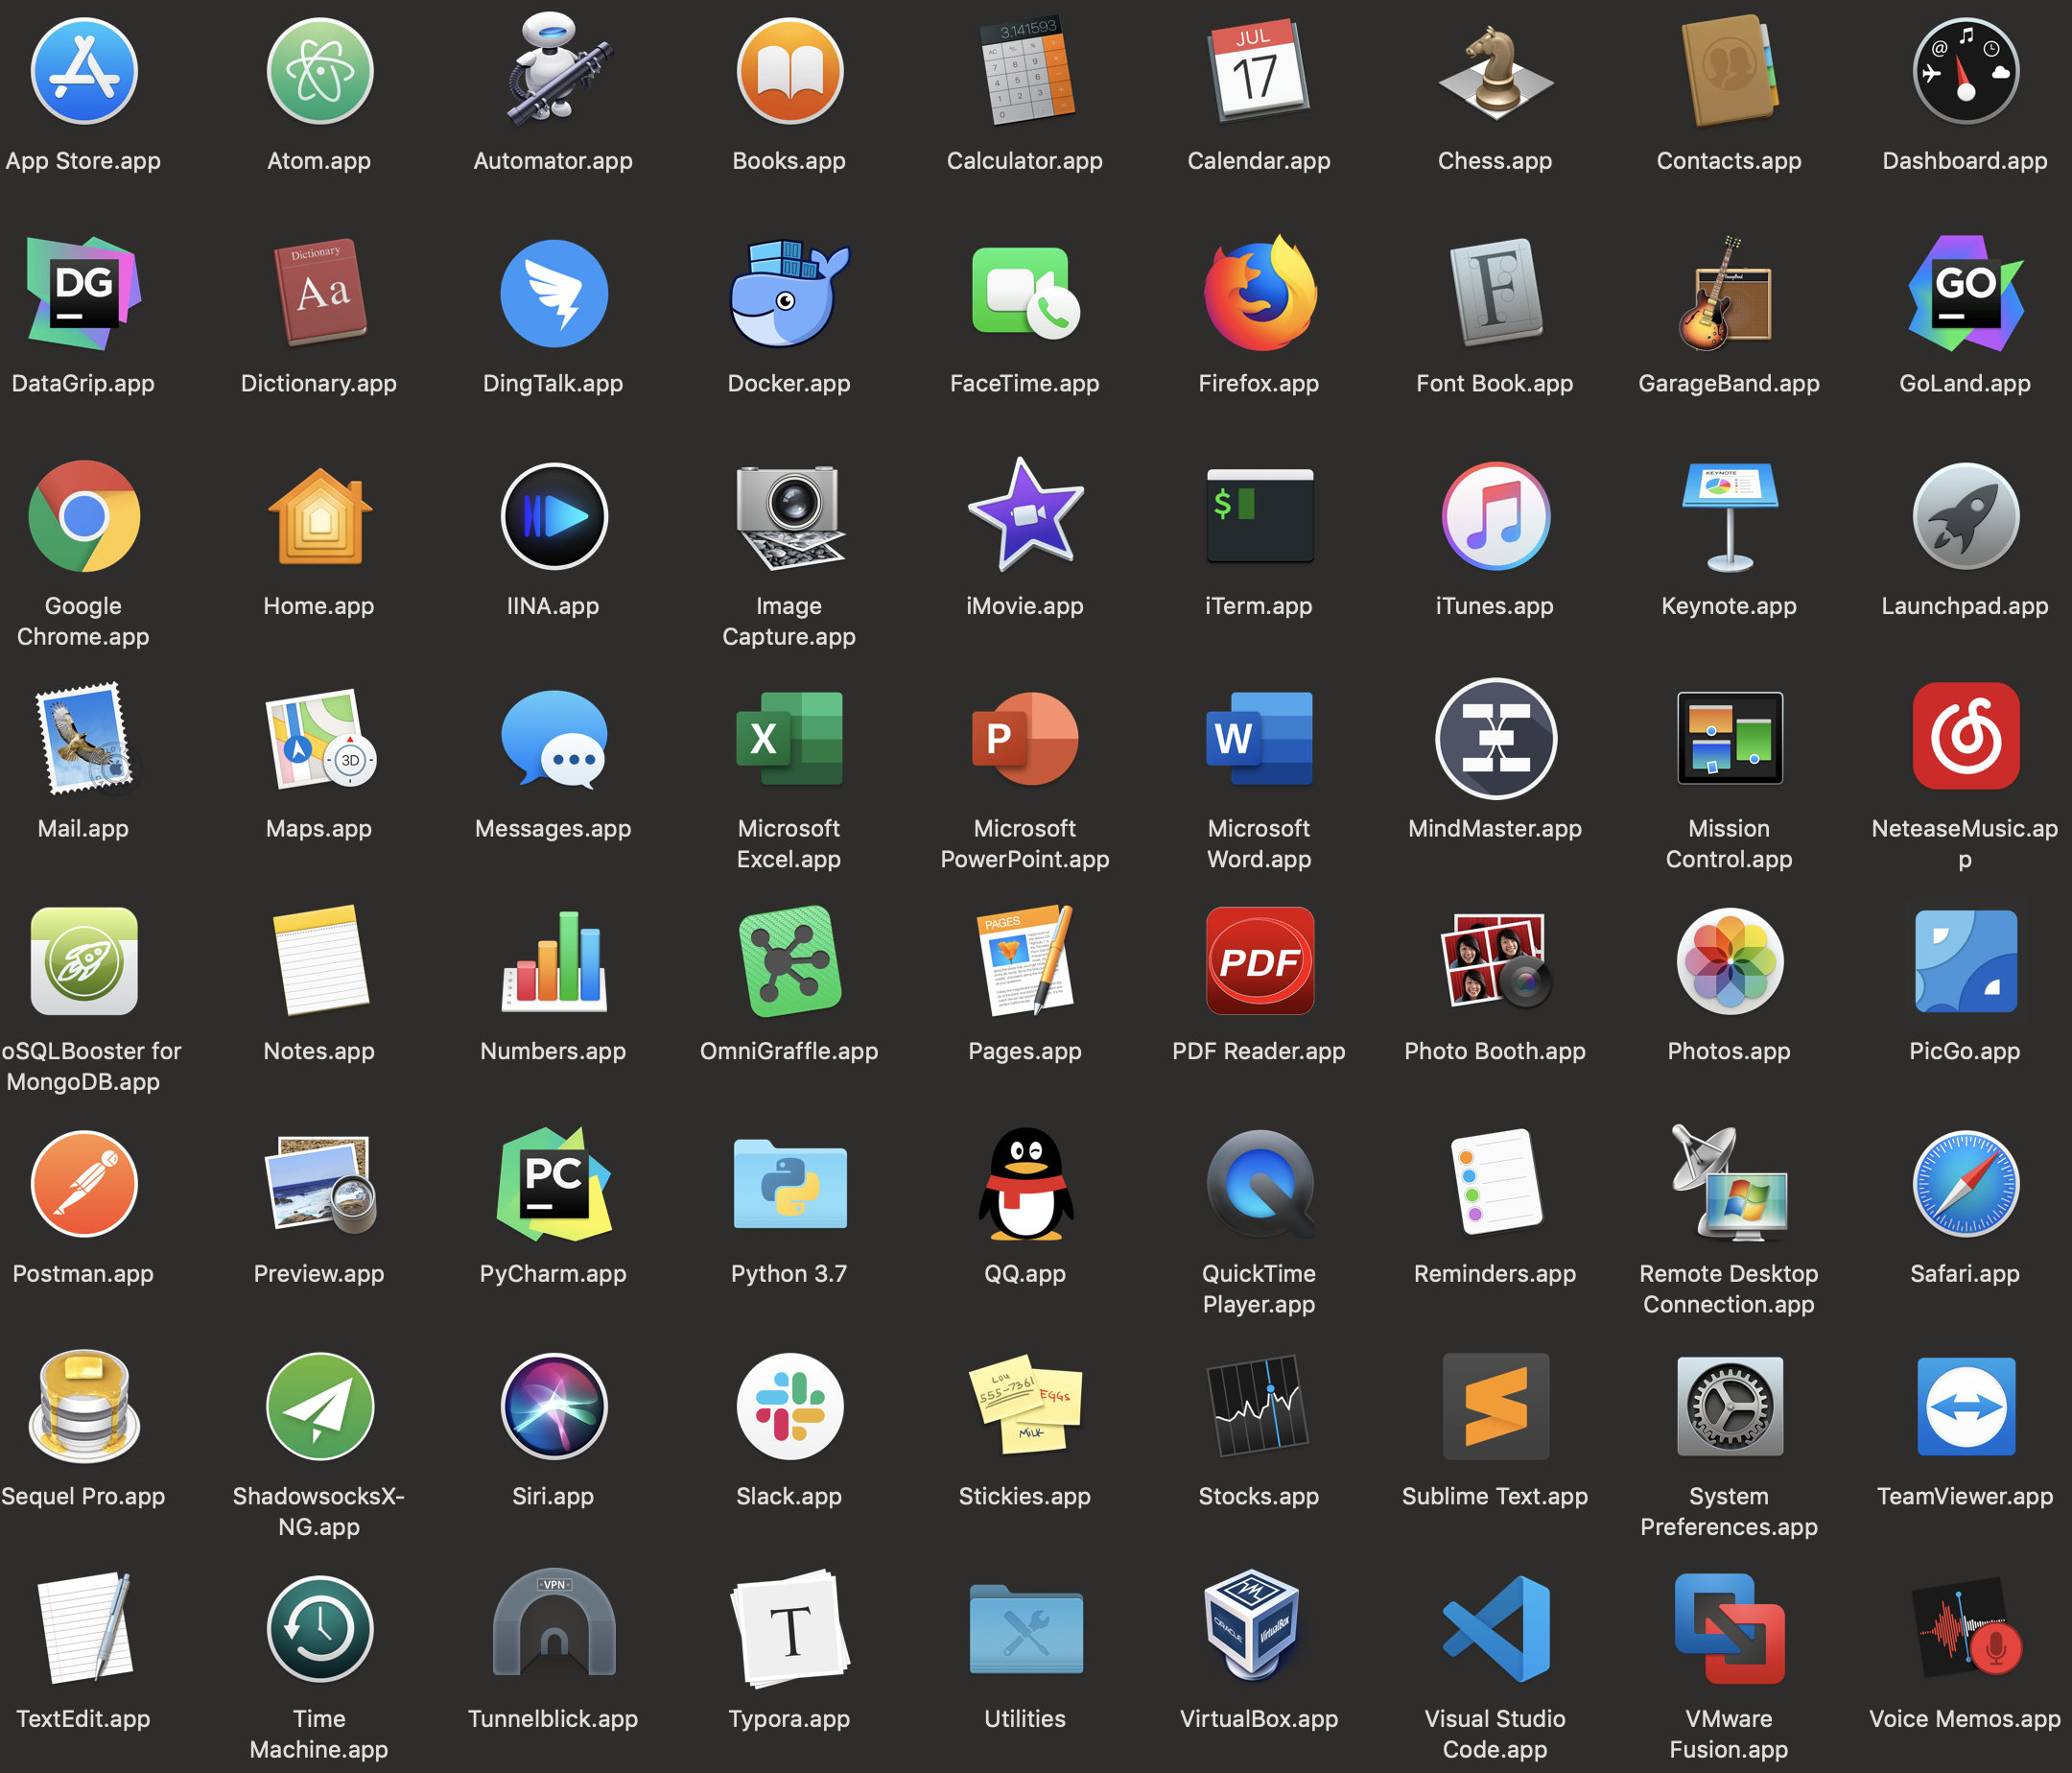 3.141593
JUL
17
@
App Store.app
Atom.app
Automator.app
Books.app
Calculator.app
Calendar.app
Chess.app
Contacts.app
Dashboard.app
DG
Dictionary
Aa
F
GO
DataGrip.app
Dictionary.app
DingTalk.app
Docker.app
FaceTime.app
Firefox.app
Font Book.app
GarageBand.app
GoLand.app
$
KEYNOTE
Google
Chrome.app
Home.app
IINA.app
Image
Capture.app
iMovie.app
iTerm.app
iTunes.app
Keynote.app
Launchpad.app
3D
X
P
W
Mail.app
Maps.app
Messages.app
Microsoft
Excel.app
Microsoft
PowerPoint.app
Microsoft
Word.app
MindMaster.app
Mission
Control.app
NeteaseMusic.ap
p
PAGES
PDF
oSQLBooster for
MongoDB.app
Notes.app
Numbers.app
OmniGraffle.app
Pages.app
PDF Reader.app
Photo Booth.app
Photos.app
PicGo.app
PC
Postman.app
Preview.app
PyCharm.app
Python 3.7
QQ.app
QuickTime
Player.app
Reminders.app
Remote Desktop
Connection.app
Safari.app
Lou
555-7361
EGGS
MILK
Sequel Pro.app
ShadowsocksX-
NG.app
Siri.app
Slack.app
Stickies.app
Stocks.app
Sublime Text.app
System
Preferences.app
TeamViewer.app
VPN
T
ORACLE
VirtualBox
TextEdit.app
Time
Machine.app
Tunnelblick.app
Typora.app
Utilities
VirtualBox.app
Visual Studio
Code.app
VMware
Fusion.app
Voice Memos.app